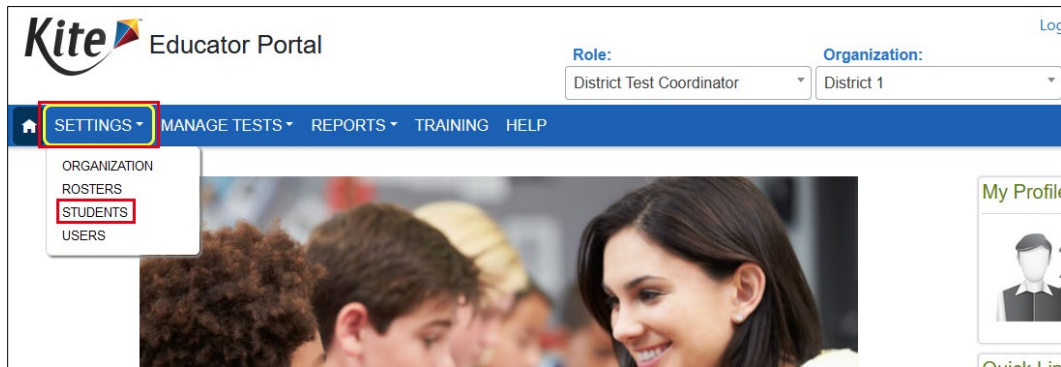 Kite Educator Portal
Log
Role:
Organization:
District Test Coordinator
District 1
SETTINGS
MANAGE TESTS
REPORTS
TRAINING
HELP
ORGANIZATION
ROSTERS
STUDENTS
USERS
My Profile